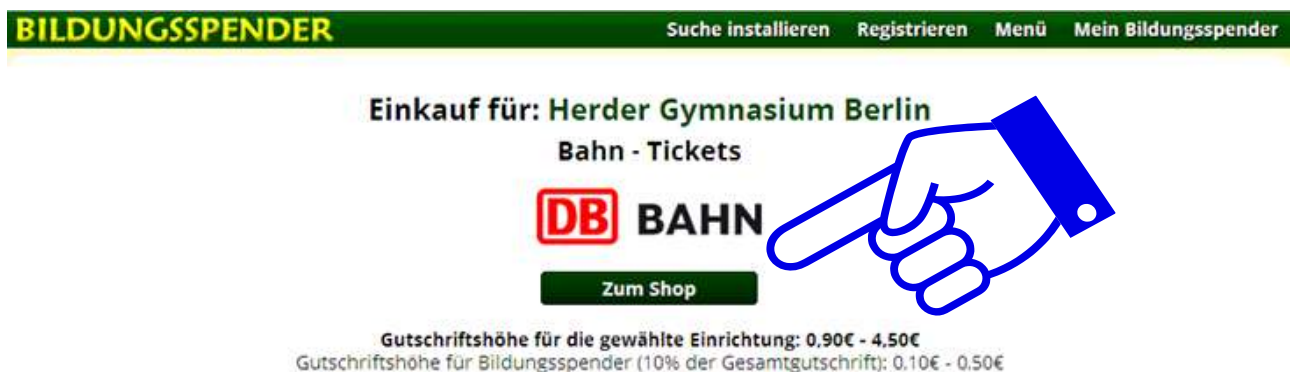 BILDUNGSSPENDER Suche installieren Registrieren Menü Mein Bildungsspender
Einkauf für: Herder Gymnasium Berlin
Bahn - Tickets
DB BAHN
Zum Shop
Gutschriftshöhe für die gewählte Einrichtung: 0,90€ - 4,50€
Gutschriftshöhe für Bildungsspender (10% der Gesamtgutschrift): 0,10€ - 0,50€